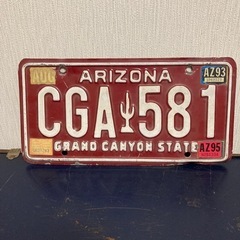 AUG ARIZONA AZ93
CGA 581
GRAND CANYON STATE AZ95